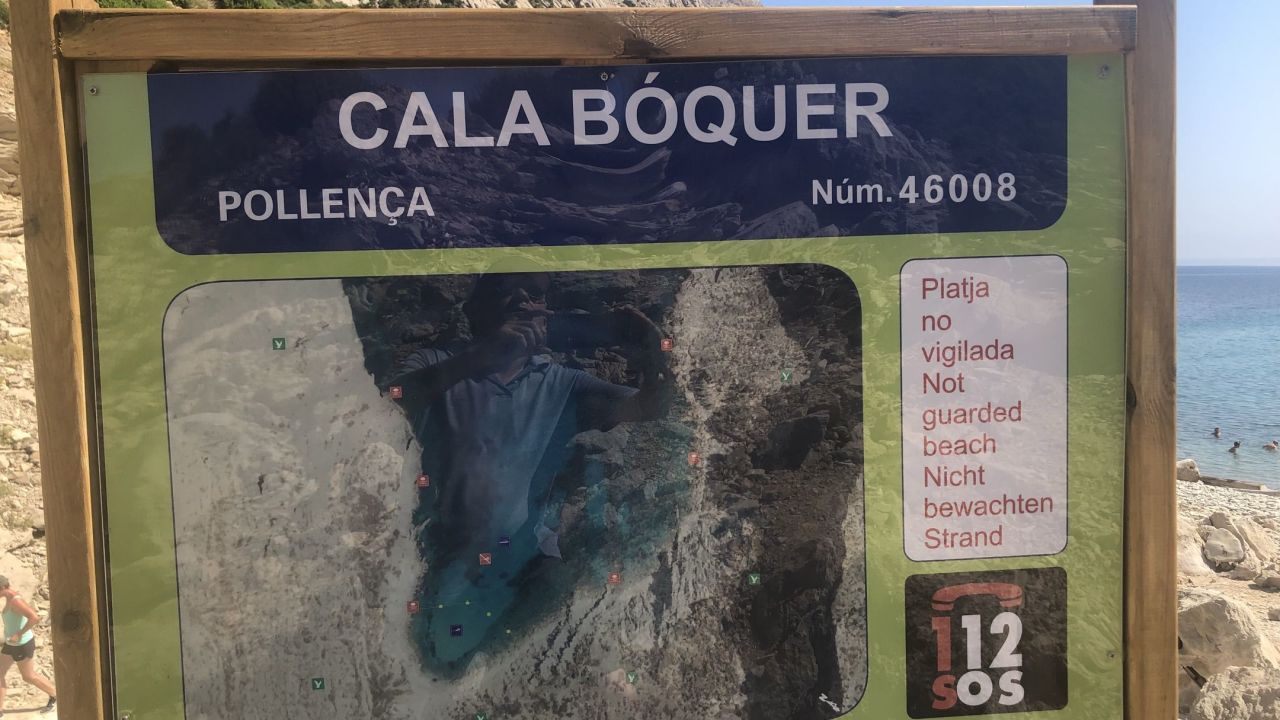 CALA BÓQUER
POLLENÇA
Núm. 46008
Platja
no
vigilada
Not
guarded
beach
Nicht
bewachten
Strand
112
SOS